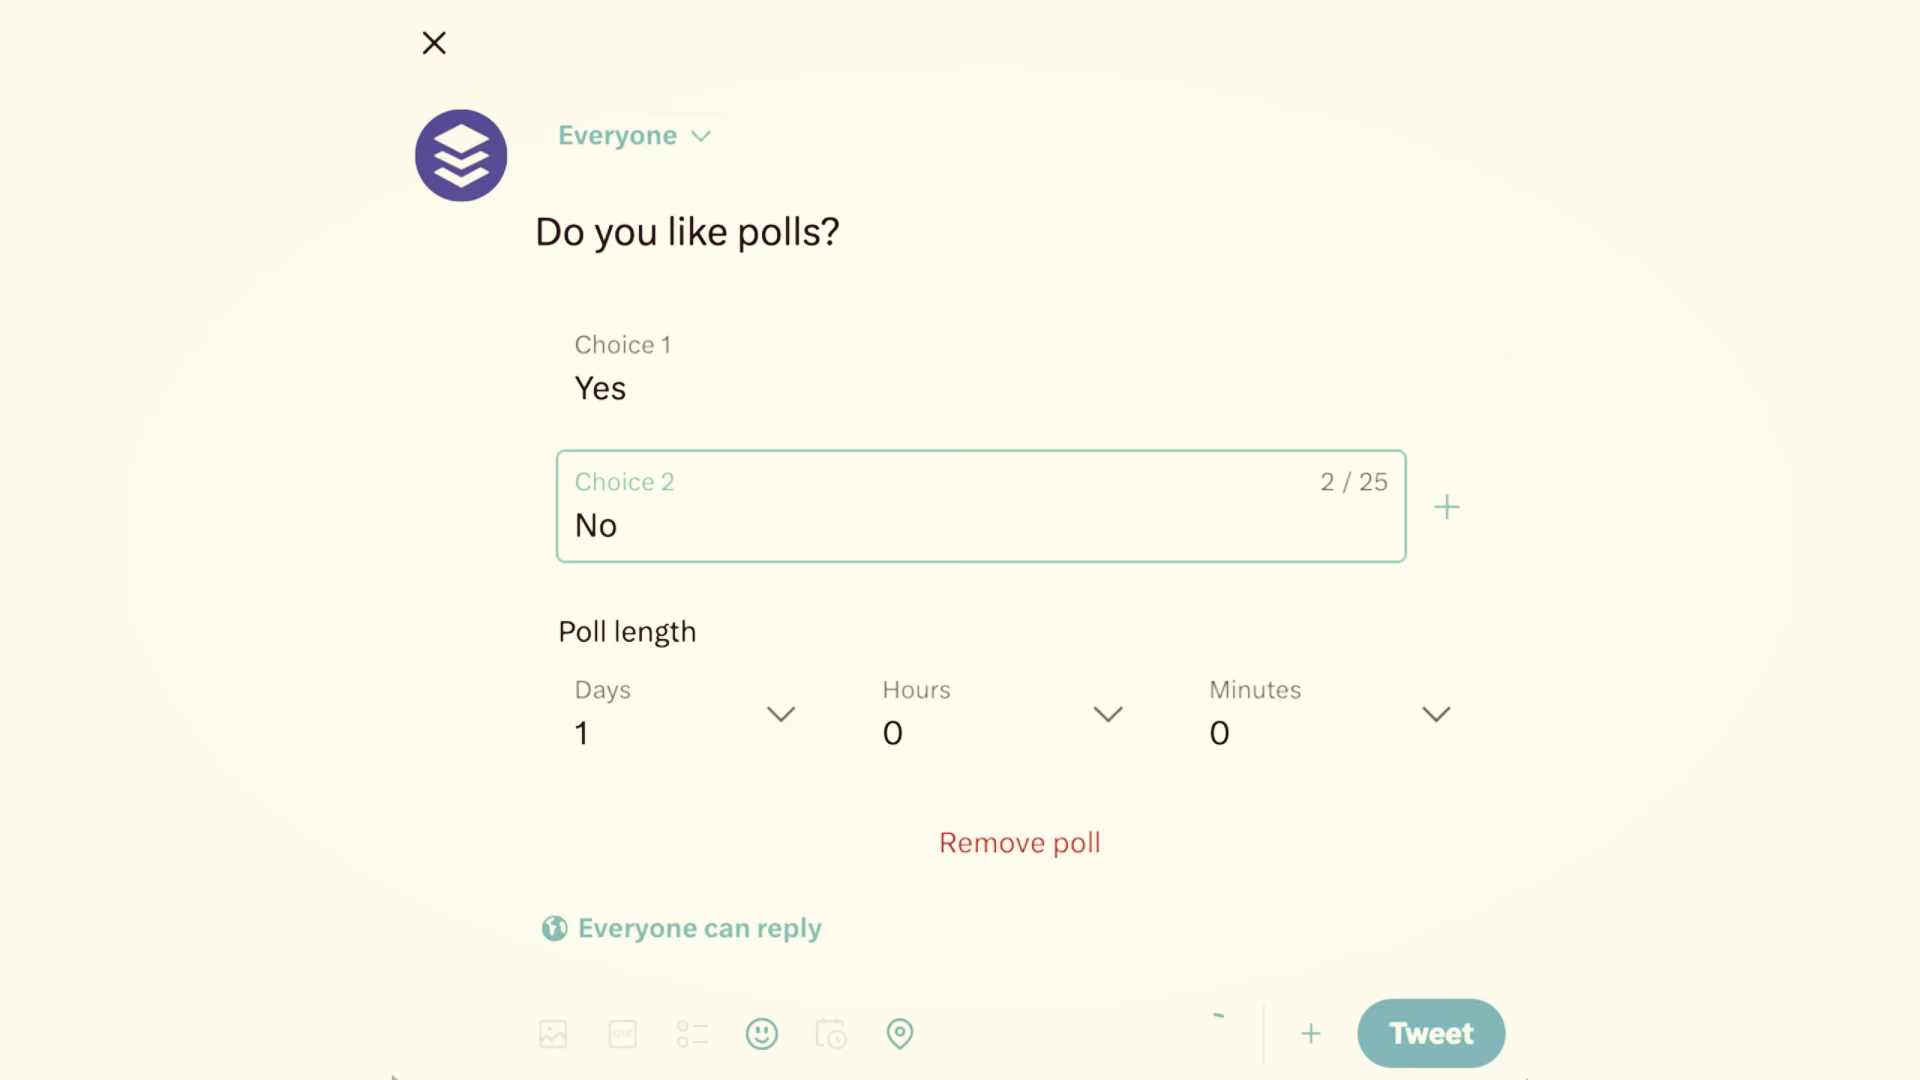 Everyone
Do you like polls?
Choice 1
Yes
Choice 2 2 / 25
No
Poll length
Days Hours Minutes
1 0 0
Remove poll
Everyone can reply
GIF
Tweet